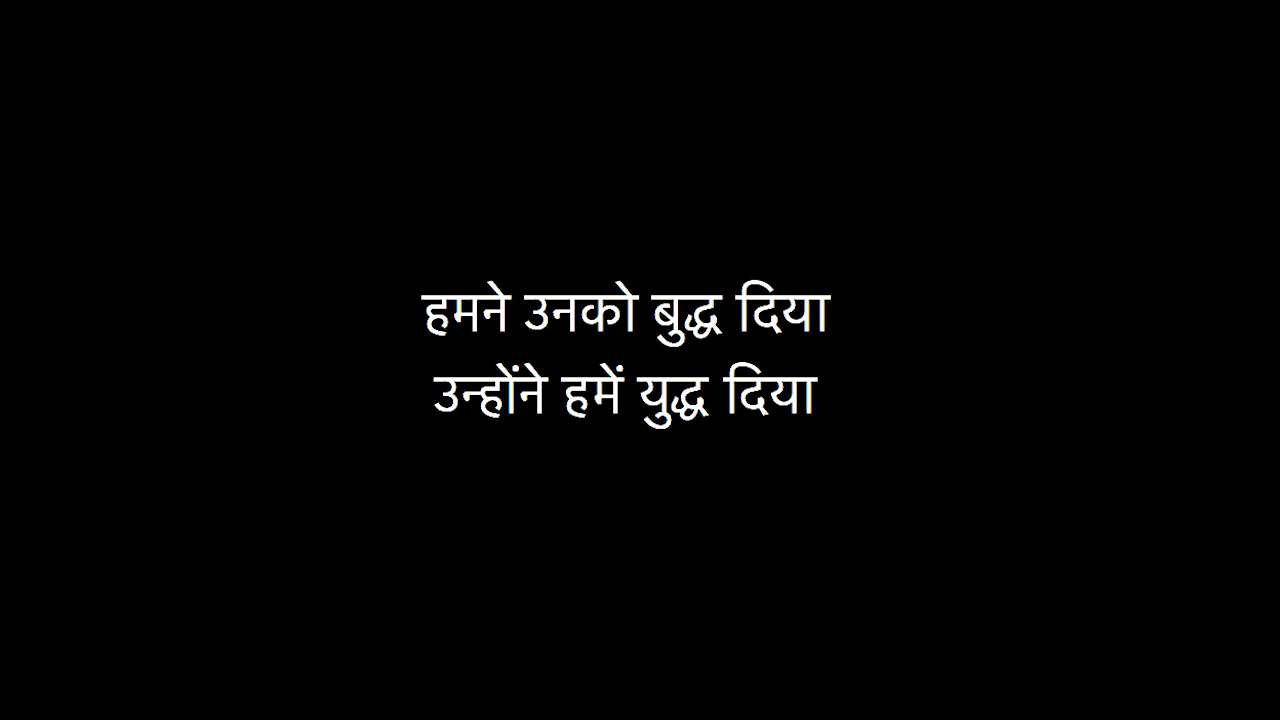 हमने उनको बुद्ध दिया
उन्होंने हमें युद्ध दिया